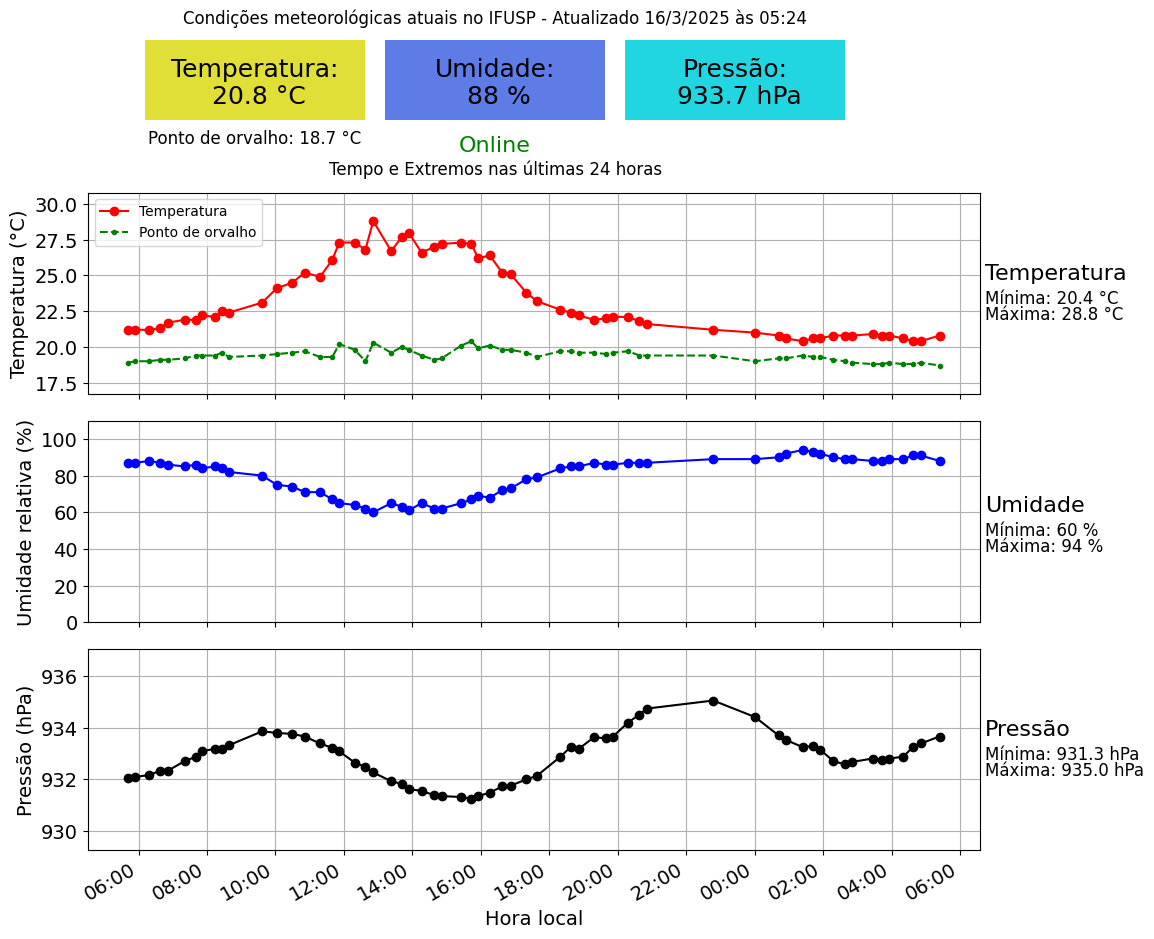 Condições meteorológicas atuais no IFUSP - Atualizado 16/3/2025 às 05:24
Temperatura:
20.8 °C
Umidade:
88 %
Pressão:
933.7 hPa
Ponto de orvalho: 18.7 °C
Online
Tempo e Extremos nas últimas 24 horas
Temperatura (°C)
30.0
27.5
25.0
22.5
20.0
17.5
Temperatura
Ponto de orvalho
Temperatura
Mínima: 20.4 °C
Máxima: 28.8 °C
Umidade relativa (%)
100
80
60
40
20
0
Umidade
Mínima: 60 %
Máxima: 94 %
Pressão (hPa)
936
934
932
930
Pressão
Mínima: 931.3 hPa
Máxima: 935.0 hPa
06:00 08:00 10:00 12:00 14:00 16:00 18:00 20:00 22:00 00:00 02:00 04:00 06:00
Hora local